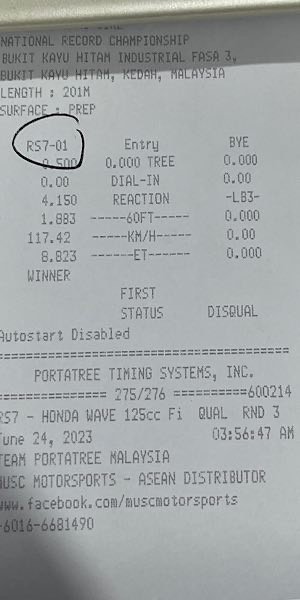 NATIONAL RECORD CHAMPIONSHIP
BUKIT KAYU HITAM INDUSTRIAL FASA 3,
BUKIT KAYU HITAM, KEDAH, MALAYSIA
LENGTH : 201M
SURFACE : PREP
RS7-01 Entry BYE
0.500 0.000 TREE 0.000
0.00 DIAL-IN 0.00
4.150 REACTION -LB3-
1.883 -----60FT----- 0.000
117.42 -----KM/H----- 0.00
8.823 ------ET------ 0.000
WINNER
FIRST
STATUS DISQUAL
Autostart Disabled
========================================
PORTATREE TIMING SYSTEMS, INC.
================ 275/276 ==========600214
RS7 - HONDA WAVE 125cc Fi QUAL RND 3
June 24, 2023 03:56:47 AM
TEAM PORTATREE MALAYSIA
MUSC MOTORSPORTS - ASEAN DISTRIBUTOR
www.facebook.com/muscmotorsports
-6016-6681490